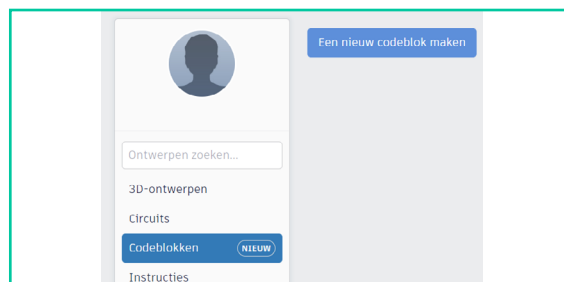 Een nieuw codeblok maken
Ontwerpen zoeken...
3D-ontwerpen
Circuits
Codeblokken NIEUW
Instructies